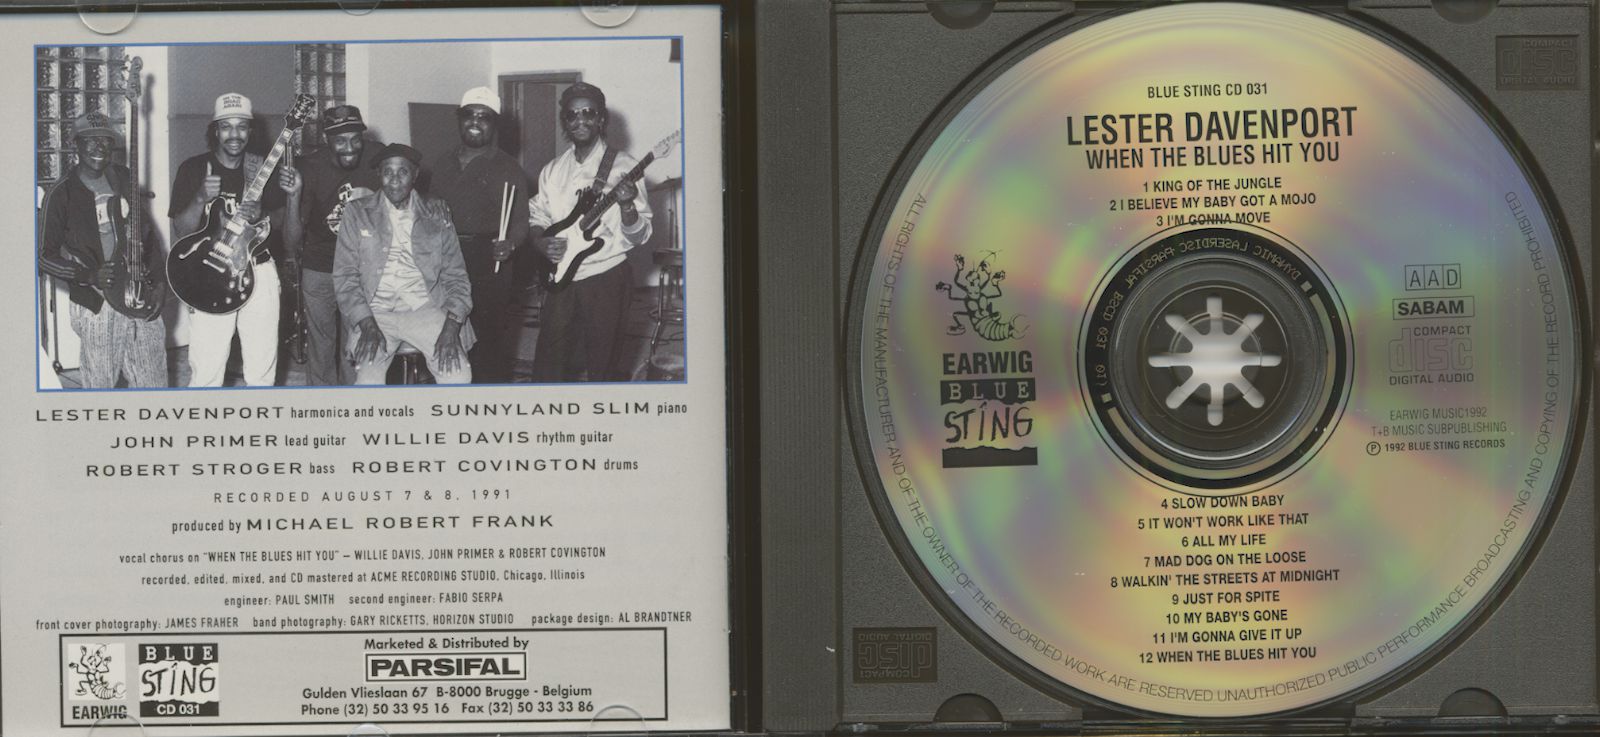 LESTER DAVENPORT harmonica and vocals SUNNYLAND SLIM piano
JOHN PRIMER lead guitar WILLIE DAVIS rhythm guitar
ROBERT STROGER bass ROBERT COVINGTON drums
RECORDED AUGUST 7 & 8, 1991
produced by MICHAEL ROBERT FRANK
vocal chorus on "WHEN THE BLUES HIT YOU" – WILLIE DAVIS, JOHN PRIMER & ROBERT COVINGTON
recorded, edited, mixed, and CD mastered at ACME RECORDING STUDIO, Chicago, Illinois
engineer: PAUL SMITH second engineer: FABIO SERPA
front cover photography: JAMES FRAHER band photography: GARY RICKETTS, HORIZON STUDIO package design: AL BRANDTNER
EARWIG
BLUE
STING
CD 031
Marketed & Distributed by
PARSIFAL
Gulden Vlieslaan 67 B-8000 Brugge - Belgium
Phone (32) 50 33 95 16 Fax (32) 50 33 33 86
BLUE STING CD 031
LESTER DAVENPORT
WHEN THE BLUES HIT YOU
1 KING OF THE JUNGLE
2 I BELIEVE MY BABY GOT A MOJO
3 I'M GONNA MOVE
DYNAMIC LASERDISC PARSIFAL BSCD 031 01)
EARWIG
BLUE
STING
AAD
SABAM
COMPACT
disc
DIGITAL AUDIO
EARWIG MUSIC1992
T+B MUSIC SUBPUBLISHING
℗ 1992 BLUE STING RECORDS
4 SLOW DOWN BABY
5 IT WON'T WORK LIKE THAT
6 ALL MY LIFE
7 MAD DOG ON THE LOOSE
8 WALKIN' THE STREETS AT MIDNIGHT
9 JUST FOR SPITE
10 MY BABY'S GONE
11 I'M GONNA GIVE IT UP
12 WHEN THE BLUES HIT YOU
ALL RIGHTS OF THE MANUFACTURER AND OF THE OWNER OF THE RECORDED WORK ARE RESERVED UNAUTHORIZED PUBLIC PERFORMANCE BROADCASTING AND COPYING OF THE RECORD PROHIBITED
COMPACT
disc
DIGITAL AUDIO
COMPACT
disc
DIGITAL AUDIO